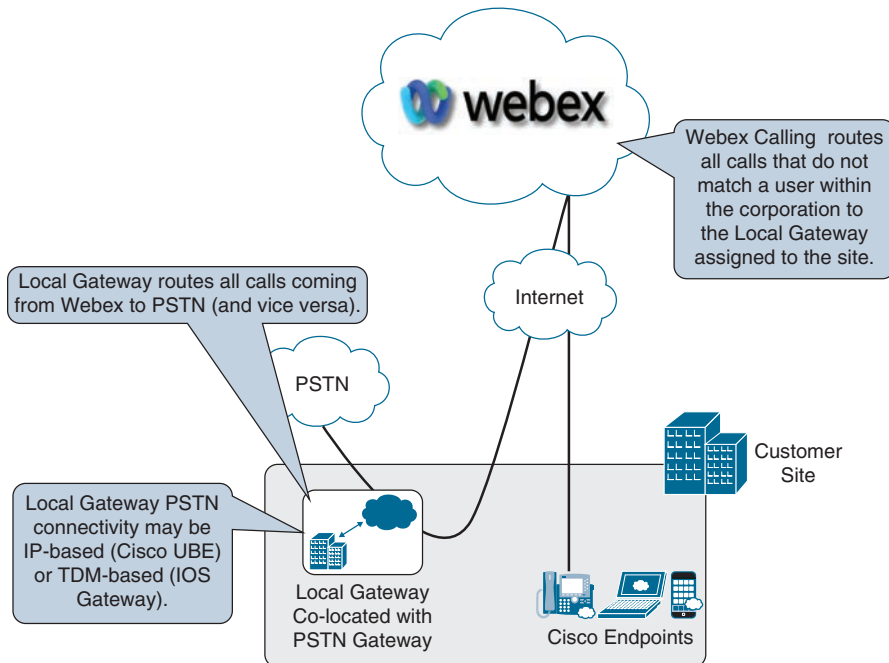 webex
Webex Calling routes
all calls that do not
match a user within
the corporation to
the Local Gateway
assigned to the site.
Local Gateway routes all calls coming
from Webex to PSTN (and vice versa).
Internet
PSTN
Customer
Site
Local Gateway PSTN
connectivity may be
IP-based (Cisco UBE)
or TDM-based (IOS
Gateway).
Local Gateway
Co-located with
PSTN Gateway
Cisco Endpoints